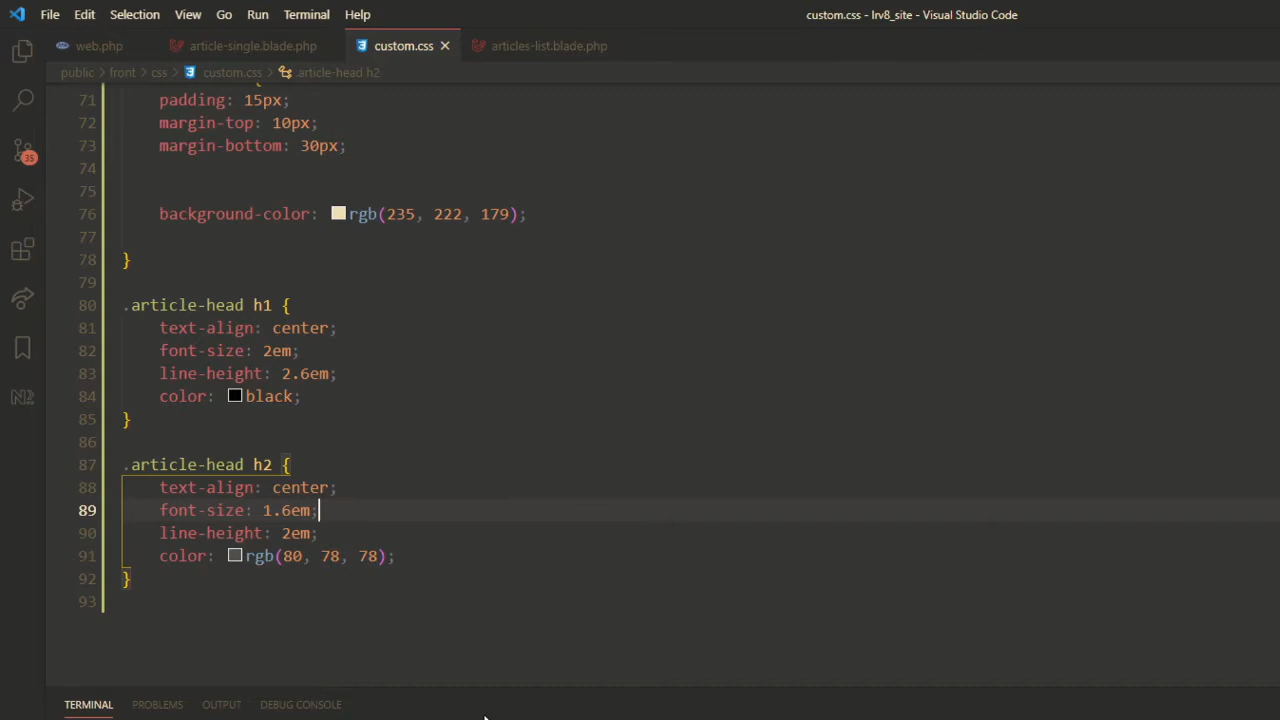 File Edit Selection View Go Run Terminal Help
custom.css - lrv8_site - Visual Studio Code
web.php article-single.blade.php custom.css articles-list.blade.php
public front css custom.css .article-head h2
71 padding: 15px;
72 margin-top: 10px;
73 margin-bottom: 30px;
74
75
76 background-color: rgb(235, 222, 179);
77
78 }
79
80 .article-head h1 {
81 text-align: center;
82 font-size: 2em;
83 line-height: 2.6em;
84 color: black;
85 }
86
87 .article-head h2 {
88 text-align: center;
89 font-size: 1.6em;
90 line-height: 2em;
91 color: rgb(80, 78, 78);
92 }
93
35
TERMINAL PROBLEMS OUTPUT DEBUG CONSOLE